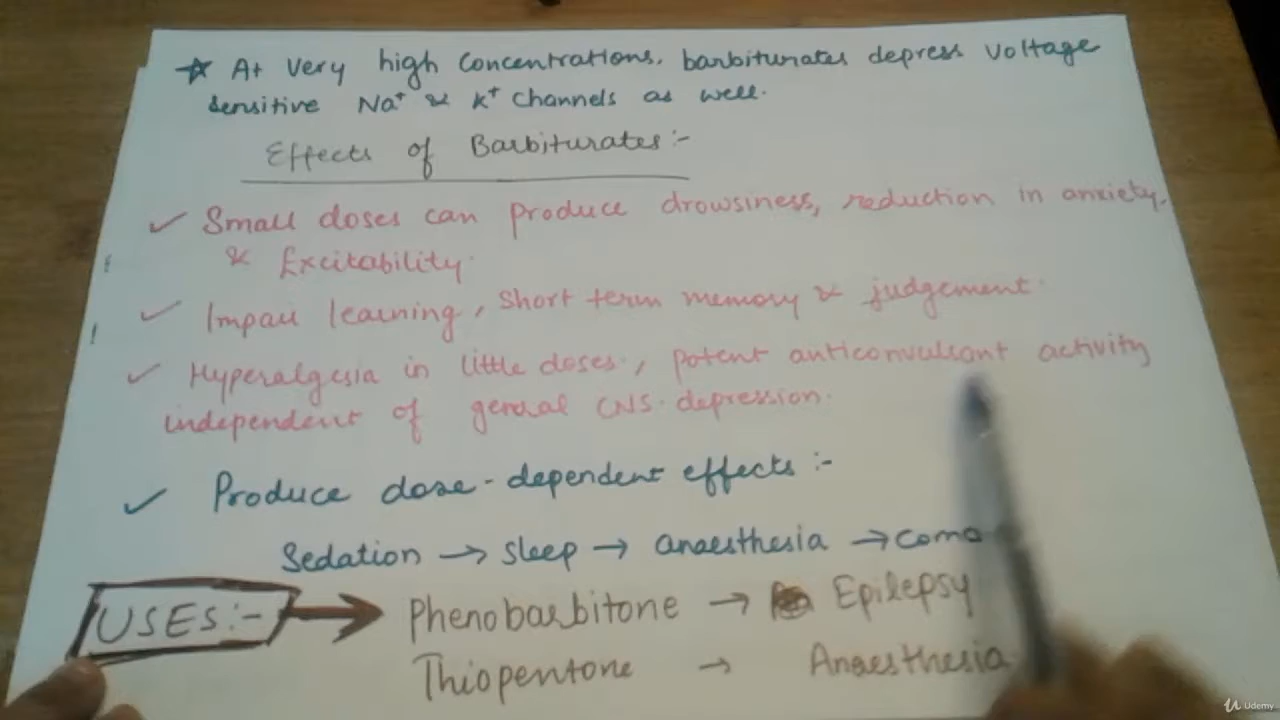 ☆ At very high concentrations, barbiturates depress voltage
sensitive Na⁺ & K⁺ channels as well.
Effects of Barbiturates:-
✓ Small doses can produce drowsiness, reduction in anxiety,
& Excitability.
✓ Impair learning, short term memory & judgement.
✓ Hyperalgesia in little doses, potent anticonvulsant activity
independent of general CNS depression.
✓ Produce dose-dependent effects :-
Sedation → sleep → anaesthesia → coma
USES:- → Phenobarbitone → Epilepsy
Thiopentone → Anaesthesia
Udemy